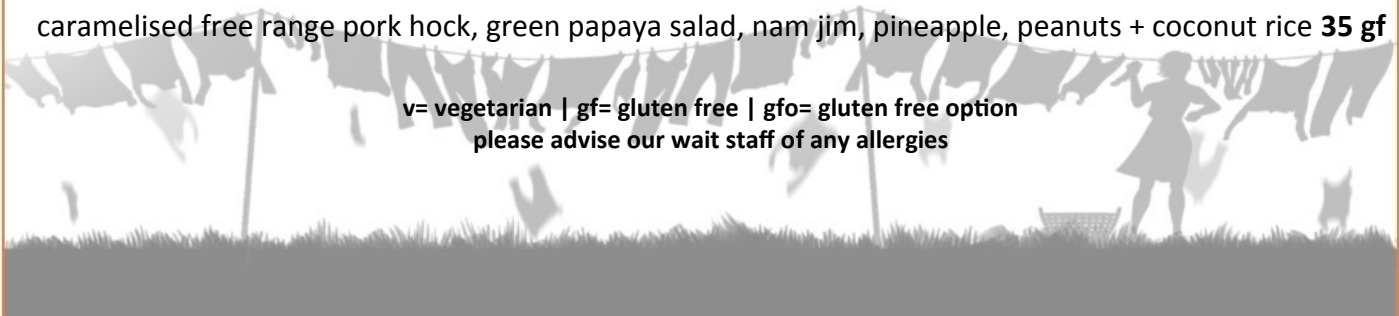 caramelised free range pork hock, green papaya salad, nam jim, pineapple, peanuts + coconut rice 35 gf
v= vegetarian | gf= gluten free | gfo= gluten free option
please advise our wait staff of any allergies